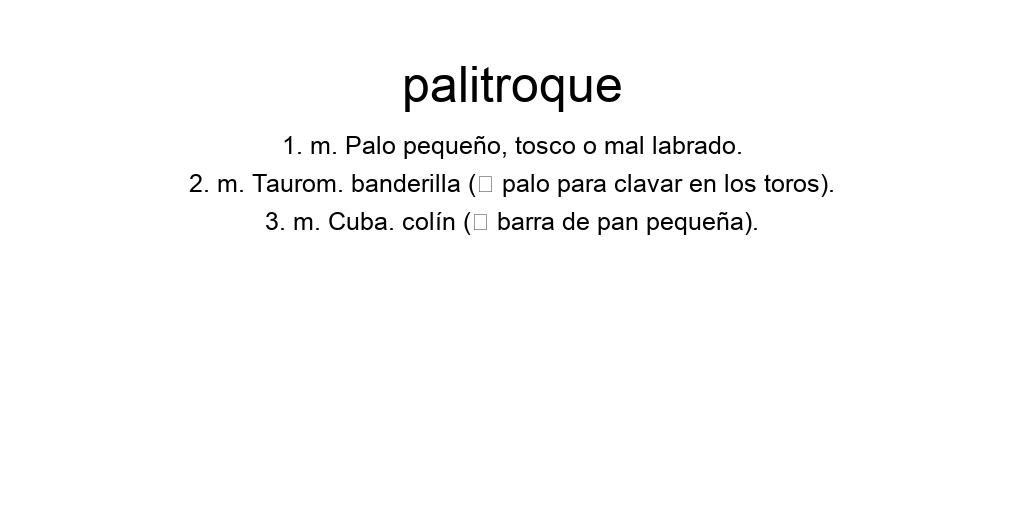 palitroque
1. m. Palo pequeño, tosco o mal labrado.
2. m. Taurom. banderilla (□ palo para clavar en los toros).
3. m. Cuba. colín (□ barra de pan pequeña).